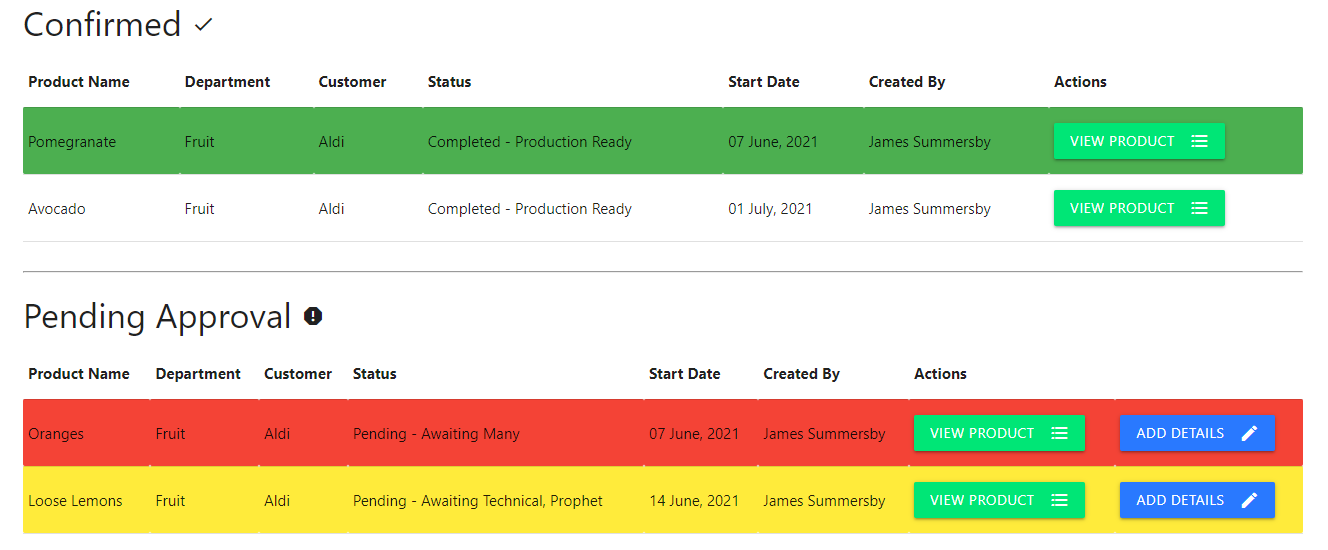 Confirmed
Product Name Department Customer Status Start Date Created By Actions
Pomegranate Fruit Aldi Completed - Production Ready 07 June, 2021 James Summersby VIEW PRODUCT
Avocado Fruit Aldi Completed - Production Ready 01 July, 2021 James Summersby VIEW PRODUCT
Pending Approval
Product Name Department Customer Status Start Date Created By Actions
Oranges Fruit Aldi Pending - Awaiting Many 07 June, 2021 James Summersby VIEW PRODUCT ADD DETAILS
Loose Lemons Fruit Aldi Pending - Awaiting Technical, Prophet 14 June, 2021 James Summersby VIEW PRODUCT ADD DETAILS